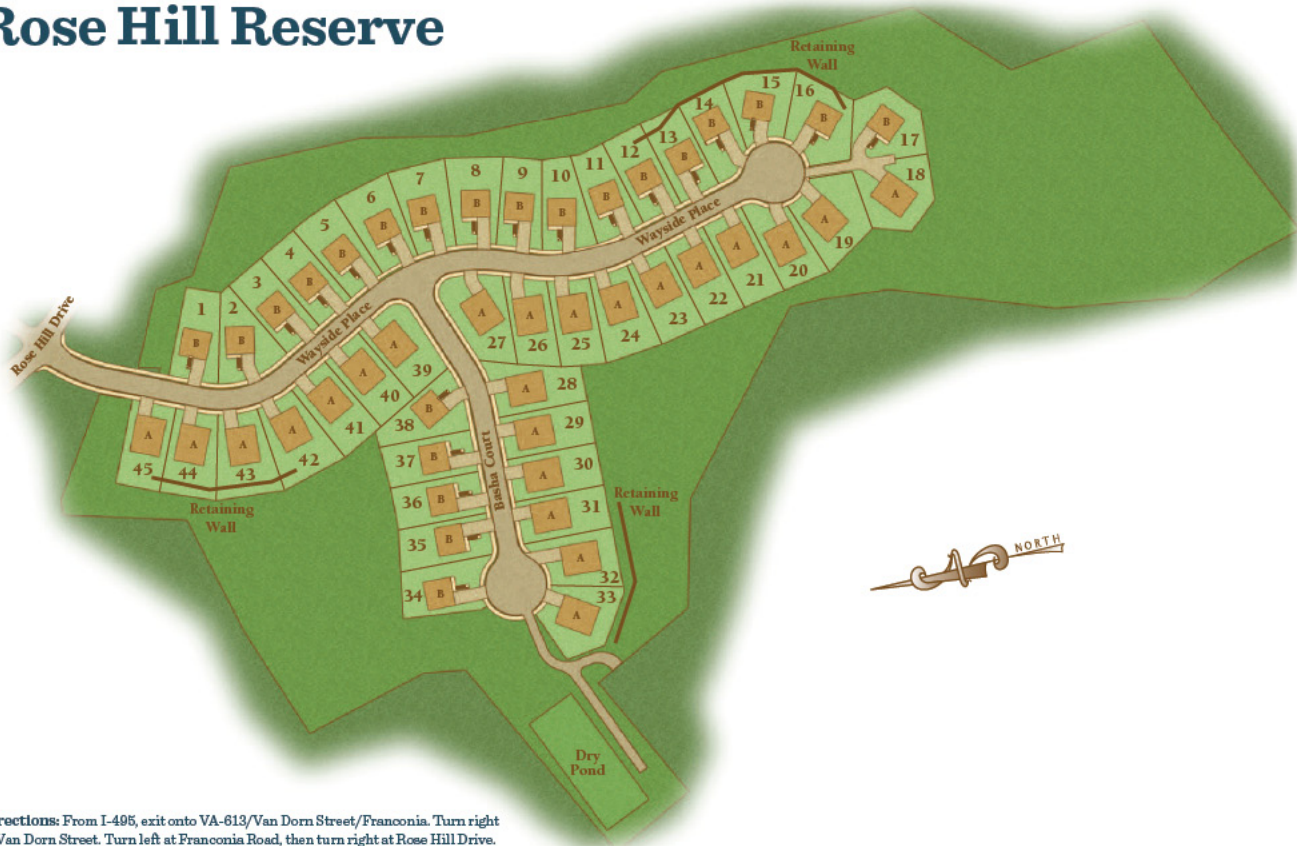 Rose Hill Reserve
Retaining
Wall
15
16
14
B
B
B
B
17
13
12
B
18
11
B
A
10
9
8
7
6
5
4
3
2
1
B
B
B
B
B
B
B
B
B
B
B
Wayside Place
A
19
A
20
A
21
A
22
A
23
A
24
A
25
A
26
A
27
Rose Hill Drive
Wayside Place
A
39
A
40
A
41
A
42
A
43
A
44
A
45
Retaining
Wall
Basha Court
A
28
A
29
A
30
A
31
A
32
A
33
B
38
37
B
36
B
35
B
34
B
Retaining
Wall
NORTH
Dry
Pond
rections: From I-495, exit onto VA-613/Van Dorn Street/Franconia. Turn right
Van Dorn Street. Turn left at Franconia Road, then turn right at Rose Hill Drive.